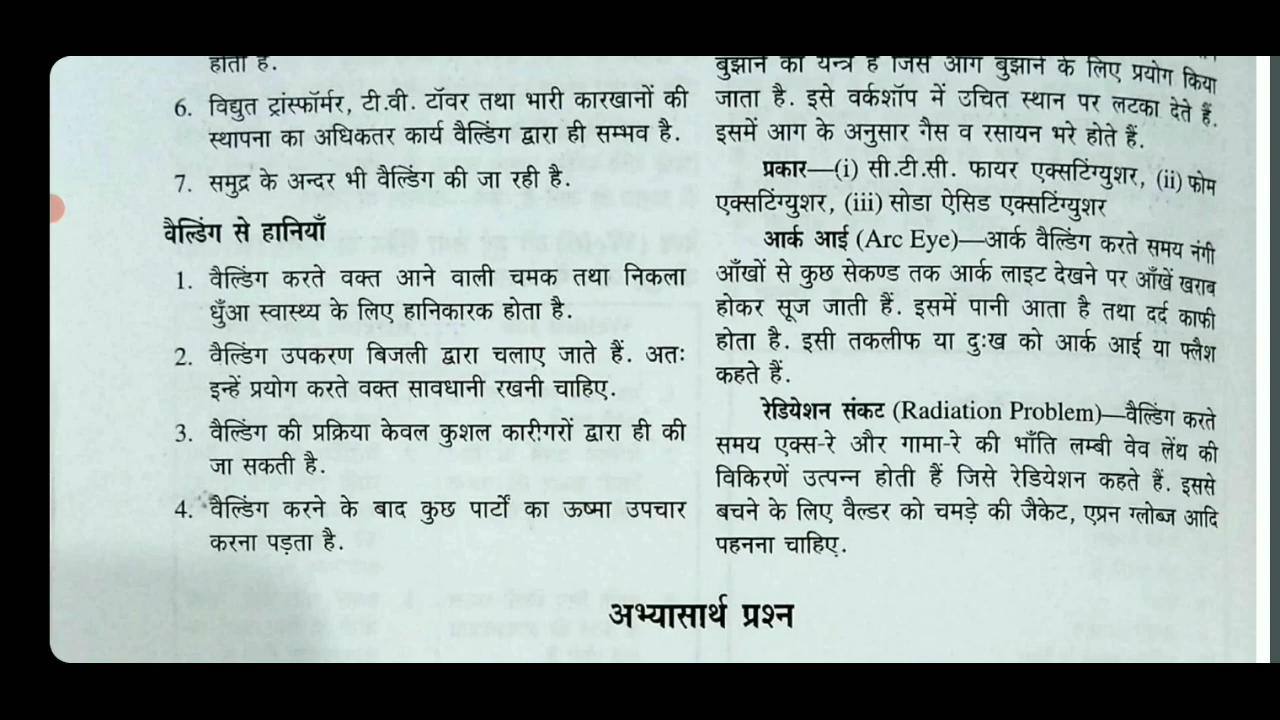 होता है.
6. विद्युत ट्रांस्फॉर्मर, टी.वी. टॉवर तथा भारी कारखानों की
स्थापना का अधिकतर कार्य वैल्डिंग द्वारा ही सम्भव है.
7. समुद्र के अन्दर भी वैल्डिंग की जा रही है.
वैल्डिंग से हानियाँ
1. वैल्डिंग करते वक्त आने वाली चमक तथा निकला
धुँआ स्वास्थ्य के लिए हानिकारक होता है.
2. वैल्डिंग उपकरण बिजली द्वारा चलाए जाते हैं. अतः
इन्हें प्रयोग करते वक्त सावधानी रखनी चाहिए.
3. वैल्डिंग की प्रक्रिया केवल कुशल कारीगरों द्वारा ही की
जा सकती है.
4. वैल्डिंग करने के बाद कुछ पार्टों का ऊष्मा उपचार
करना पड़ता है.
बुझाने का यन्त्र है जिसे आग बुझाने के लिए प्रयोग किया
जाता है. इसे वर्कशॉप में उचित स्थान पर लटका देते हैं.
इसमें आग के अनुसार गैस व रसायन भरे होते हैं.
प्रकार—(i) सी.टी.सी. फायर एक्सटिंग्युशर, (ii) फोम
एक्सटिंग्युशर, (iii) सोडा ऐसिड एक्सटिंग्युशर
आर्क आई (Arc Eye)—आर्क वैल्डिंग करते समय नंगी
आँखों से कुछ सेकण्ड तक आर्क लाइट देखने पर आँखें खराब
होकर सूज जाती हैं. इसमें पानी आता है तथा दर्द काफी
होता है. इसी तकलीफ या दुःख को आर्क आई या फ्लैश
कहते हैं.
रेडियेशन संकट (Radiation Problem)—वैल्डिंग करते
समय एक्स-रे और गामा-रे की भाँति लम्बी वेव लेंथ की
विकिरणें उत्पन्न होती हैं जिसे रेडियेशन कहते हैं. इससे
बचने के लिए वैल्डर को चमड़े की जैकेट, एप्रन ग्लोब्ज आदि
पहनना चाहिए.
अभ्यासार्थ प्रश्न